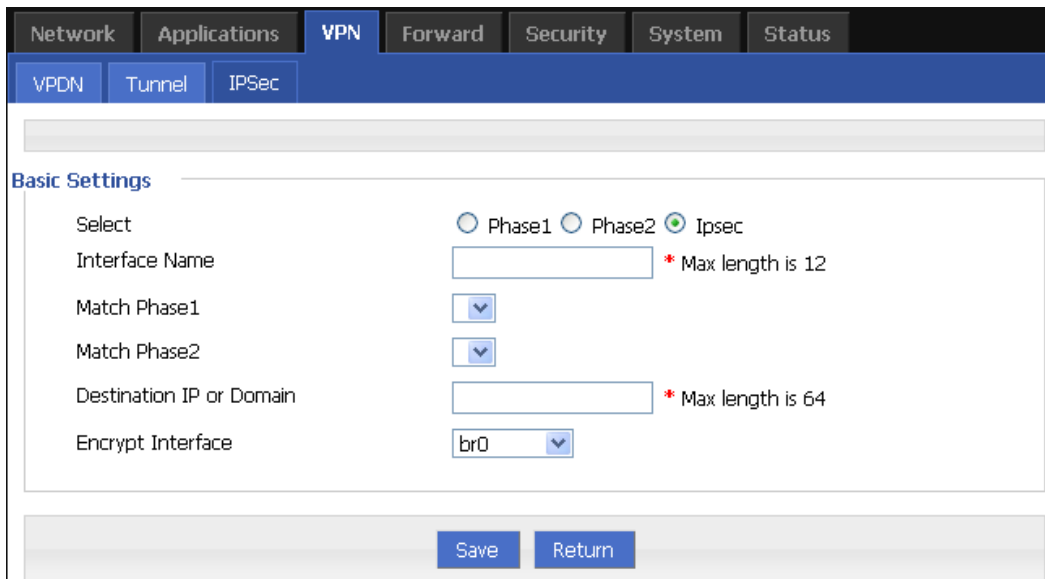 Network Applications VPN Forward Security System Status
VPDN Tunnel IPSec
Basic Settings
Select Phase1 Phase2 Ipsec
Interface Name * Max length is 12
Match Phase1
Match Phase2
Destination IP or Domain * Max length is 64
Encrypt Interface br0
Save Return